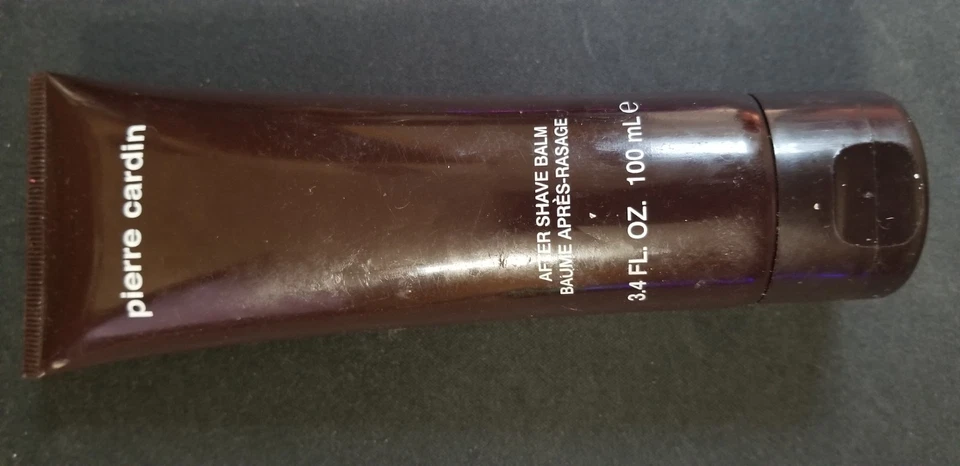 pierre cardin
AFTER SHAVE BALM
BAUME APRÈS-RASAGE
3.4 FL. OZ. 100 mL ℮